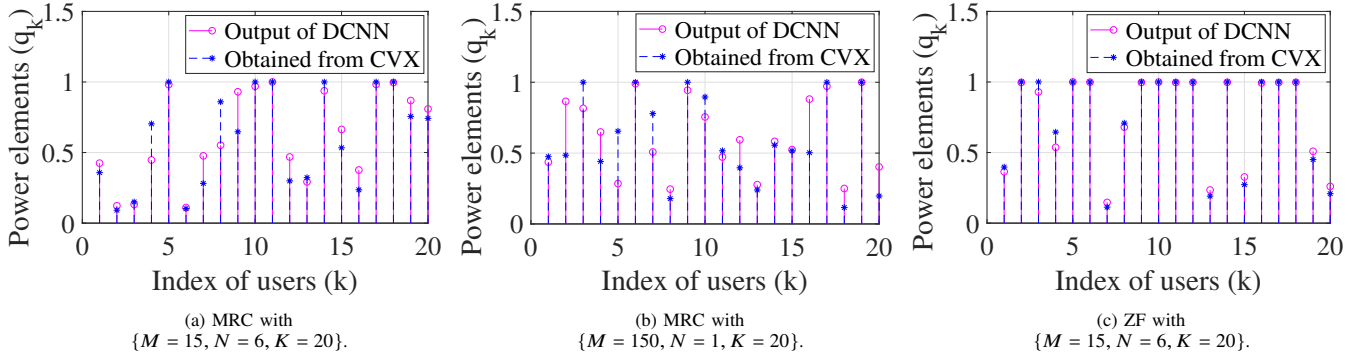 1.5
1
0.5
0
Power elements (q_k)
Output of DCNN
Obtained from CVX
0 5 10 15 20
Index of users (k)
(a) MRC with
{M = 15, N = 6, K = 20}.
1.5
1
0.5
0
Power elements (q_k)
Output of DCNN
Obtained from CVX
0 5 10 15 20
Index of users (k)
(b) MRC with
{M = 150, N = 1, K = 20}.
1.5
1
0.5
0
Power elements (q_k)
Output of DCNN
Obtained from CVX
0 5 10 15 20
Index of users (k)
(c) ZF with
{M = 15, N = 6, K = 20}.